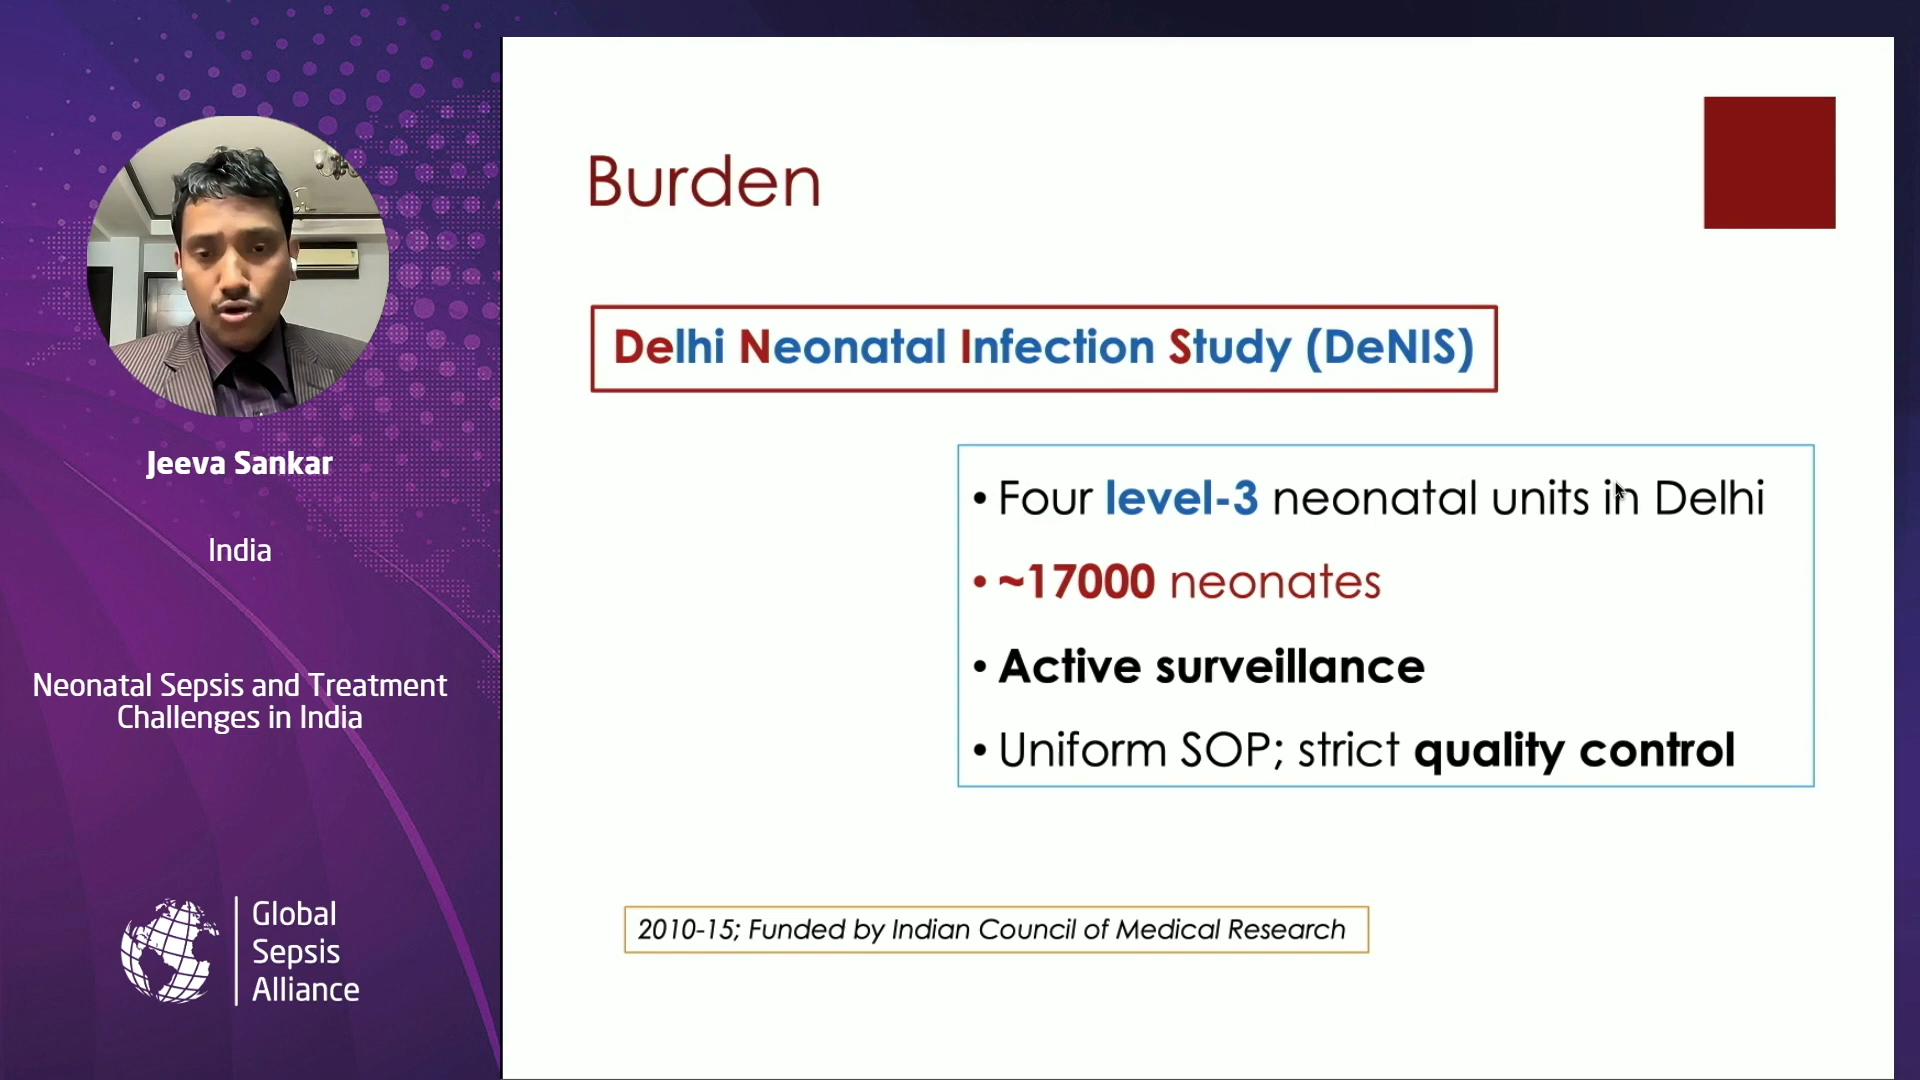 Jeeva Sankar
India
Neonatal Sepsis and Treatment
Challenges in India
Global
Sepsis
Alliance
Burden
Delhi Neonatal Infection Study (DeNIS)
• Four level-3 neonatal units in Delhi
• ~17000 neonates
• Active surveillance
• Uniform SOP; strict quality control
2010-15; Funded by Indian Council of Medical Research